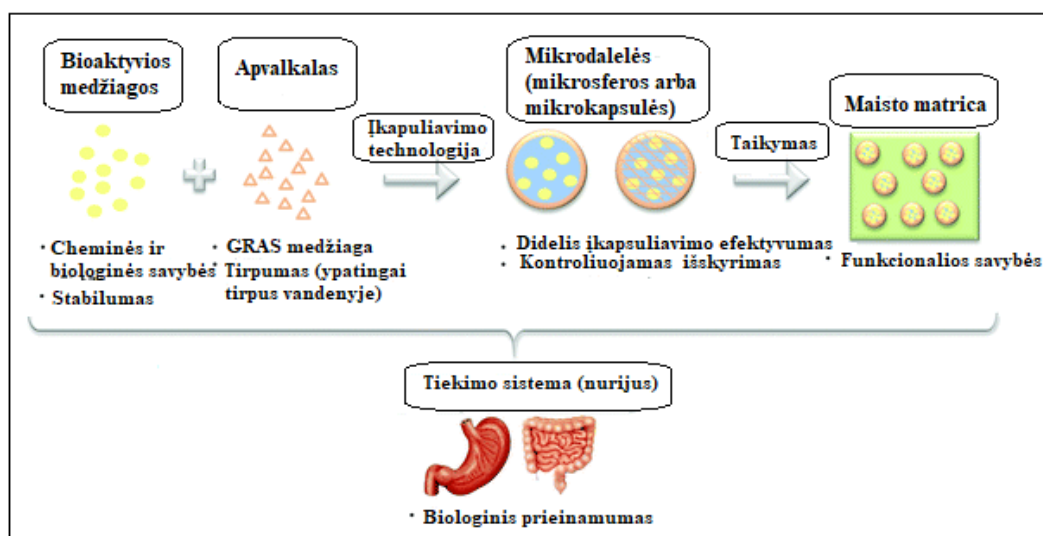 Bioaktyvios
medžiagos
Apvalkalas
Įkapuliavimo
technologija
Mikrodalelės
(mikrosferos arba
mikrokapsulės)
Taikymas
Maisto matrica
· Cheminės ir
biologinės savybės
· Stabilumas
· GRAS medžiaga
· Tirpumas (ypatingai
tirpus vandenyje)
· Didelis įkapsuliavimo efektyvumas
· Kontroliuojamas išskyrimas
· Funkcionalios savybės
Tiekimo sistema (nurijus)
· Biologinis prieinamumas